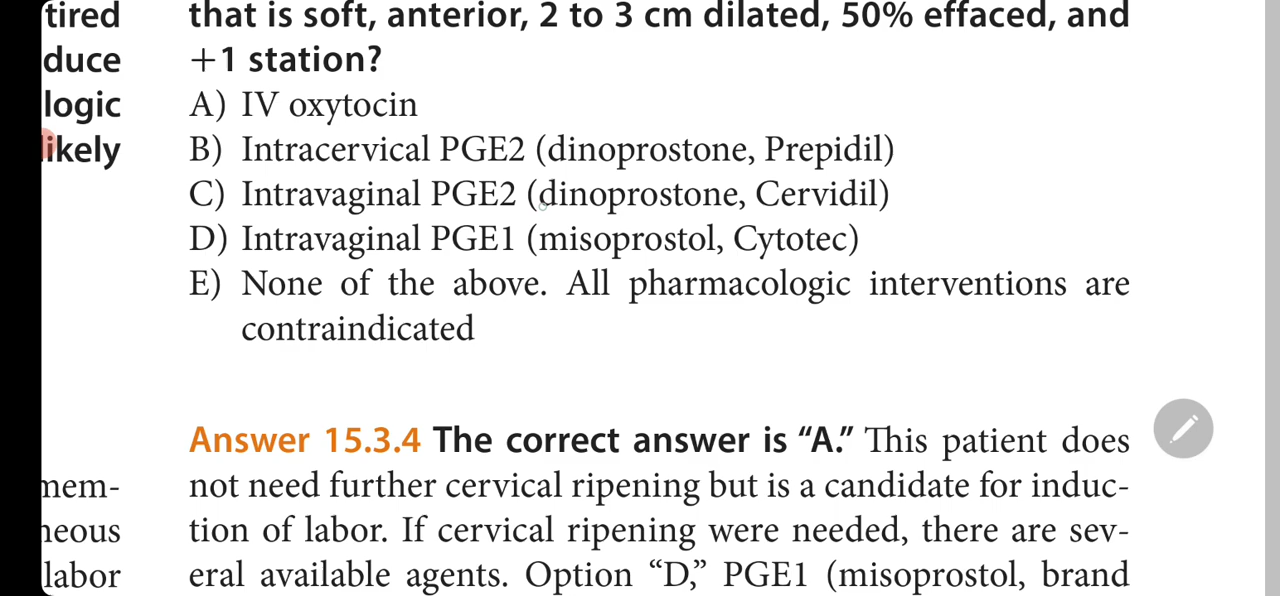 tired
duce
logic
likely
mem-
neous
labor
that is soft, anterior, 2 to 3 cm dilated, 50% effaced, and
+1 station?
A) IV oxytocin
B) Intracervical PGE2 (dinoprostone, Prepidil)
C) Intravaginal PGE2 (dinoprostone, Cervidil)
D) Intravaginal PGE1 (misoprostol, Cytotec)
E) None of the above. All pharmacologic interventions are
contraindicated
Answer 15.3.4 The correct answer is “A.” This patient does
not need further cervical ripening but is a candidate for induc-
tion of labor. If cervical ripening were needed, there are sev-
eral available agents. Option “D,” PGE1 (misoprostol, brand